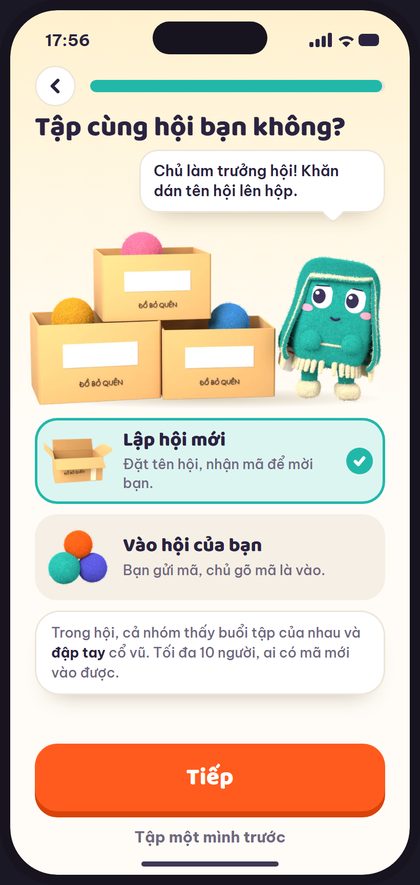 17:56
Tập cùng hội bạn không?
Chủ làm trưởng hội! Khăn
dán tên hội lên hộp.
ĐỒ BỎ QUÊN
ĐỒ BỎ QUÊN
ĐỒ BỎ QUÊN
Lập hội mới
Đặt tên hội, nhận mã để mời
bạn.
Vào hội của bạn
Bạn gửi mã, chủ gõ mã là vào.
Trong hội, cả nhóm thấy buổi tập của nhau và
đập tay cổ vũ. Tối đa 10 người, ai có mã mới
vào được.
Tiếp
Tập một mình trước